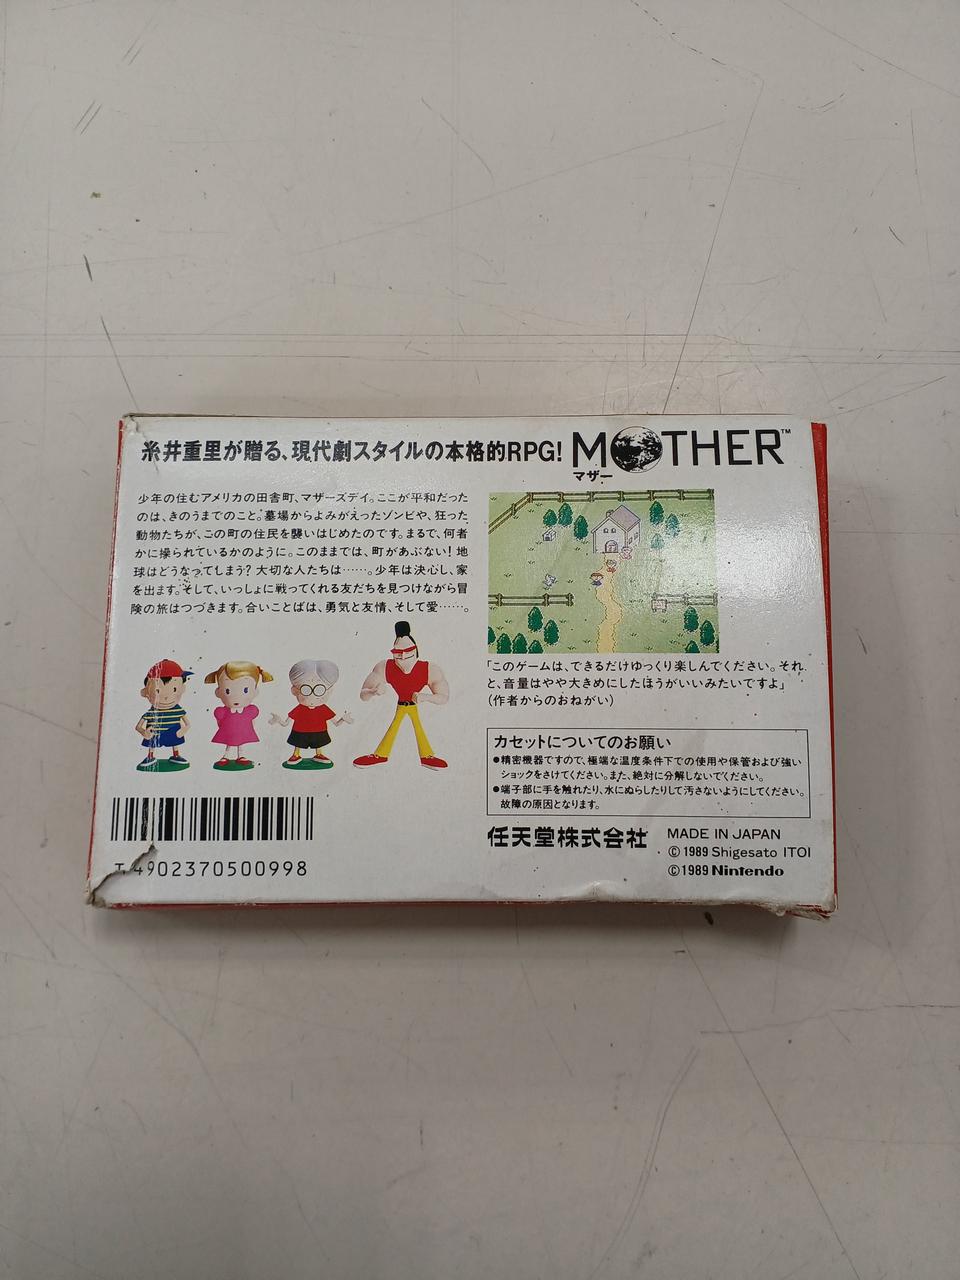 糸井重里が贈る、現代劇スタイルの本格的RPG!
MOTHER™
マザー
少年の住むアメリカの田舎町、マザーズデイ。ここが平和だった
のは、きのうまでのこと。墓場からよみがえったゾンビや、狂った
動物たちが、この町の住民を襲いはじめたのです。まるで、何者
かに操られているかのように。このままでは、町があぶない!地
球はどうなってしまう?大切な人たちは……。少年は決心し、家
を出ます。そして、いっしょに戦ってくれる友だちを見つけながら冒
険の旅はつづきます。合いことばは、勇気と友情、そして愛……。
「このゲームは、できるだけゆっくり楽しんでください。それ
と、音量はやや大きめにしたほうがいいみたいですよ」
(作者からのおねがい)
カセットについてのお願い
●精密機器ですので、極端な温度条件下での使用や保管および強い
ショックをさけてください。また、絶対に分解しないでください。
●端子部に手を触れたり、水にぬらしたりして汚さないようにしてください。
故障の原因となります。
任天堂株式会社
MADE IN JAPAN
©1989 Shigesato ITOI
©1989 Nintendo
T 4902370500998